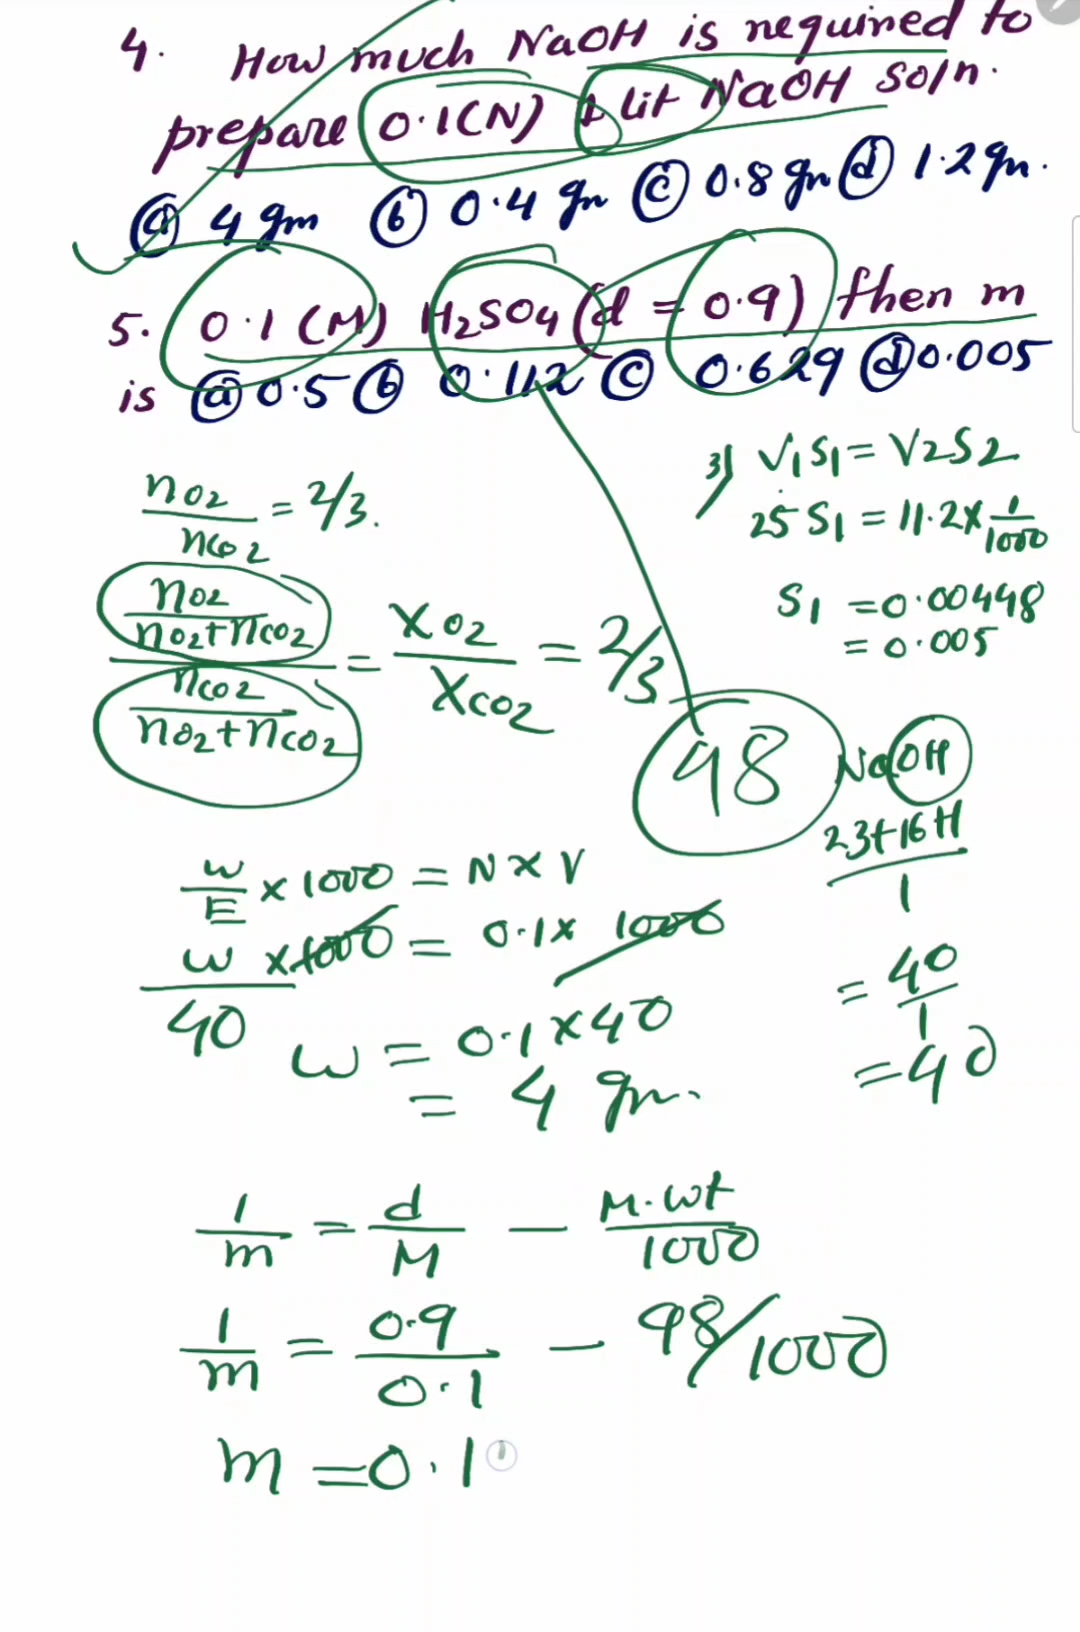 4. How much NaOH is required to
prepare 0.1(N) 1 lit NaOH soln.
ⓐ 4 gm ⓑ 0.4 gm ⓒ 0.8 gm ⓓ 1.2 gm.
5. 0.1 (M) H2SO4 (d = 0.9) then m
is ⓐ 0.5 ⓑ 0.112 ⓒ 0.629 ⓓ 0.005
nO2/nCO2 = 2/3.
(nO2/(nO2+nCO2))/(nCO2/(nO2+nCO2)) = XO2/XCO2 = 2/3
3) V1S1 = V2S2
25 S1 = 11.2 × 1/1000
S1 = 0.00448
= 0.005
98
NaOH
23+16 H/1
= 40/1
= 40
w/E × 1000 = N × V
w/40 × 1000 = 0.1 × 1000
w = 0.1 × 40
= 4 gm.
1/m = d/M – M.wt/1000
1/m = 0.9/0.1 – 98/1000
m = 0.1